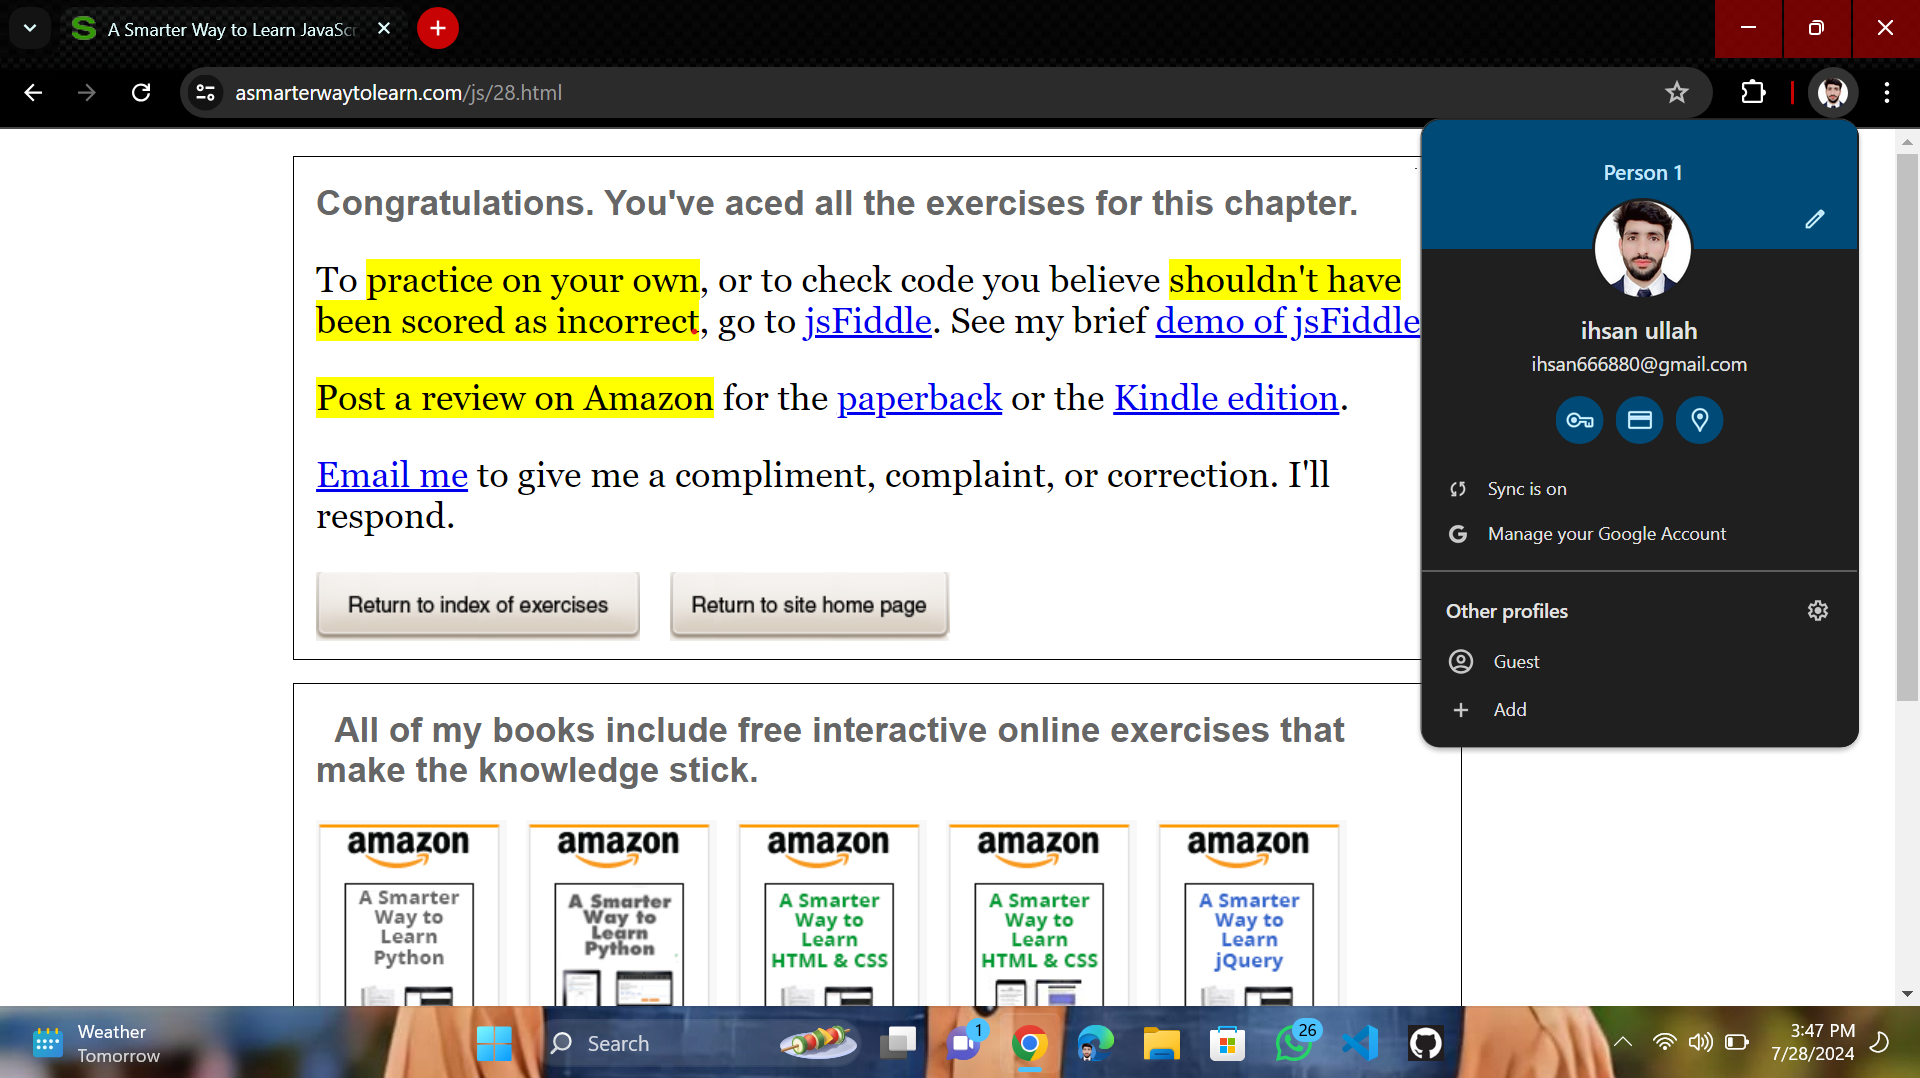 A Smarter Way to Learn JavaScr
asmarterwaytolearn.com/js/28.html
Congratulations. You've aced all the exercises for this chapter.
To practice on your own, or to check code you believe shouldn't have
been scored as incorrect, go to jsFiddle. See my brief demo of jsFiddle
Post a review on Amazon for the paperback or the Kindle edition.
Email me to give me a compliment, complaint, or correction. I'll
respond.
Return to index of exercises
Return to site home page
Person 1
ihsan ullah
ihsan666880@gmail.com
Sync is on
Manage your Google Account
Other profiles
Guest
Add
All of my books include free interactive online exercises that
make the knowledge stick.
amazon
A Smarter
Way to
Learn
Python
amazon
A Smarter
Way to
Learn
Python
amazon
A Smarter
Way to
Learn
HTML & CSS
amazon
A Smarter
Way to
Learn
HTML & CSS
amazon
A Smarter
Way to
Learn
jQuery
Weather
Tomorrow
Search
1
26
3:47 PM
7/28/2024